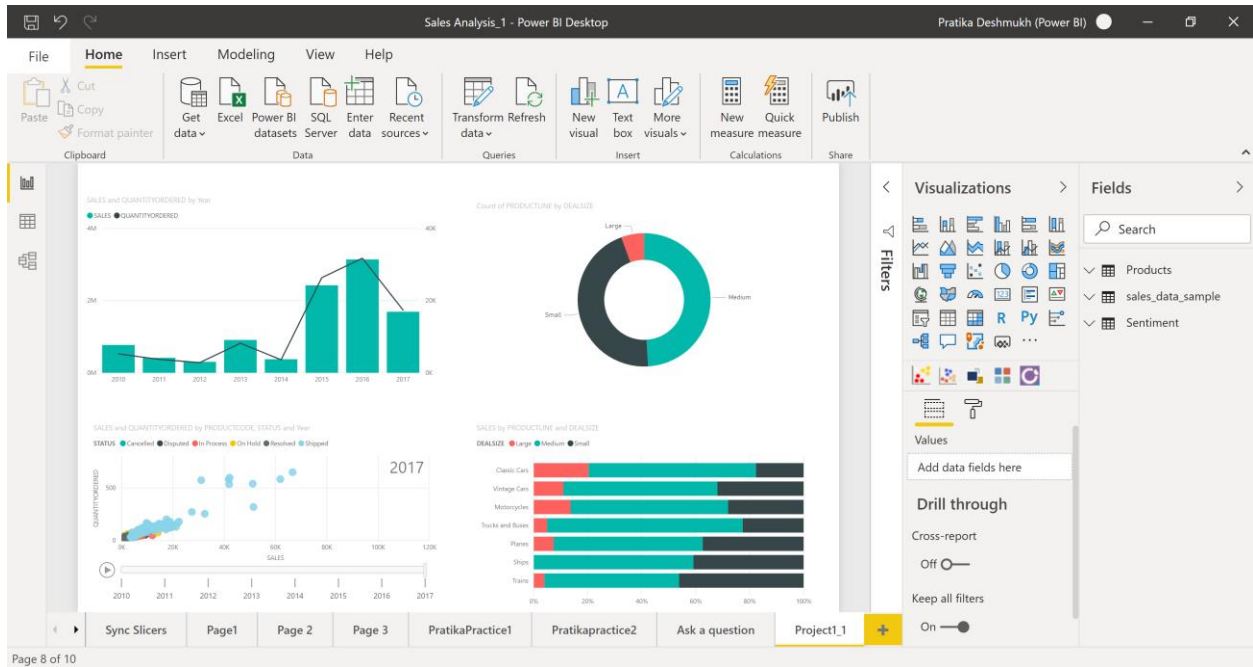 Sales Analysis_1 - Power BI Desktop
Pratika Deshmukh (Power BI)
File Home Insert Modeling View Help
Paste
Cut
Copy
Format painter
Clipboard
Get data
Excel
Power BI datasets
SQL Server
Enter data
Recent sources
Data
Transform data
Refresh
Queries
New visual
Text box
More visuals
Insert
New measure
Quick measure
Calculations
Publish
Share
SALES and QUANTITYORDERED by Year
SALES QUANTITYORDERED
4M 40K
2M 20K
0M 0K
2010 2011 2012 2013 2014 2015 2016 2017
Count of PRODUCTLINE by DEALSIZE
Large
Medium
Small
SALES and QUANTITYORDERED by PRODUCTCODE, STATUS and Year
STATUS Cancelled Disputed In Process On Hold Resolved Shipped
2017
QUANTITYORDERED
500
0
0K 20K 40K 60K 80K 100K 120K
SALES
2010 2011 2012 2013 2014 2015 2016 2017
SALES by PRODUCTLINE and DEALSIZE
DEALSIZE Large Medium Small
Classic Cars
Vintage Cars
Motorcycles
Trucks and Buses
Planes
Ships
Trains
0% 20% 40% 60% 80% 100%
Filters
Visualizations
123
R Py
Values
Add data fields here
Drill through
Cross-report
Off
Keep all filters
On
Fields
Search
Products
sales_data_sample
Sentiment
Sync Slicers Page1 Page 2 Page 3 PratikaPractice1 Pratikapractice2 Ask a question Project1_1 +
Page 8 of 10